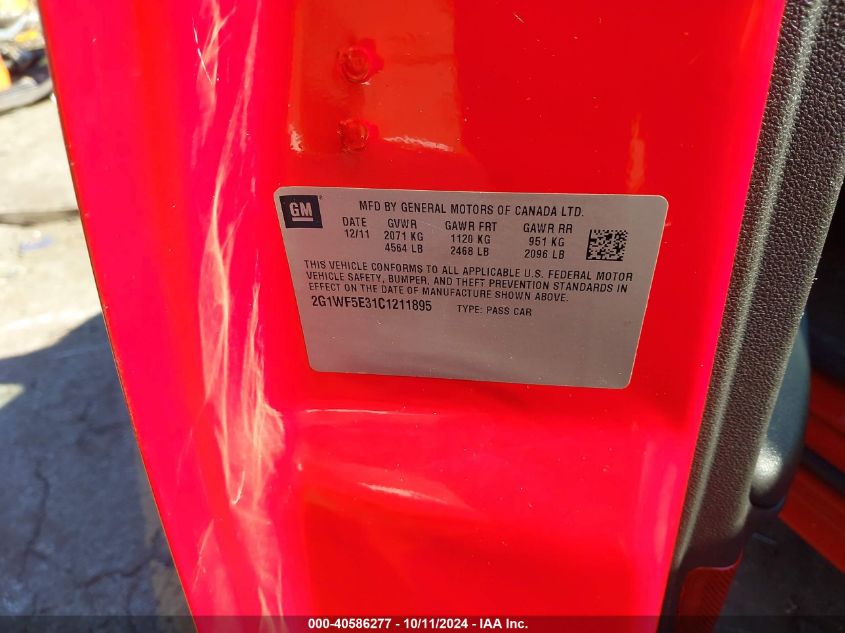 GM
MFD BY GENERAL MOTORS OF CANADA LTD.
DATE GVWR GAWR FRT GAWR RR
12/11 2071 KG 1120 KG 951 KG
4564 LB 2468 LB 2096 LB
THIS VEHICLE CONFORMS TO ALL APPLICABLE U.S. FEDERAL MOTOR
VEHICLE SAFETY, BUMPER, AND THEFT PREVENTION STANDARDS IN
EFFECT ON THE DATE OF MANUFACTURE SHOWN ABOVE.
2G1WF5E31C1211895 TYPE: PASS CAR
000-40586277 - 10/11/2024 - IAA Inc.